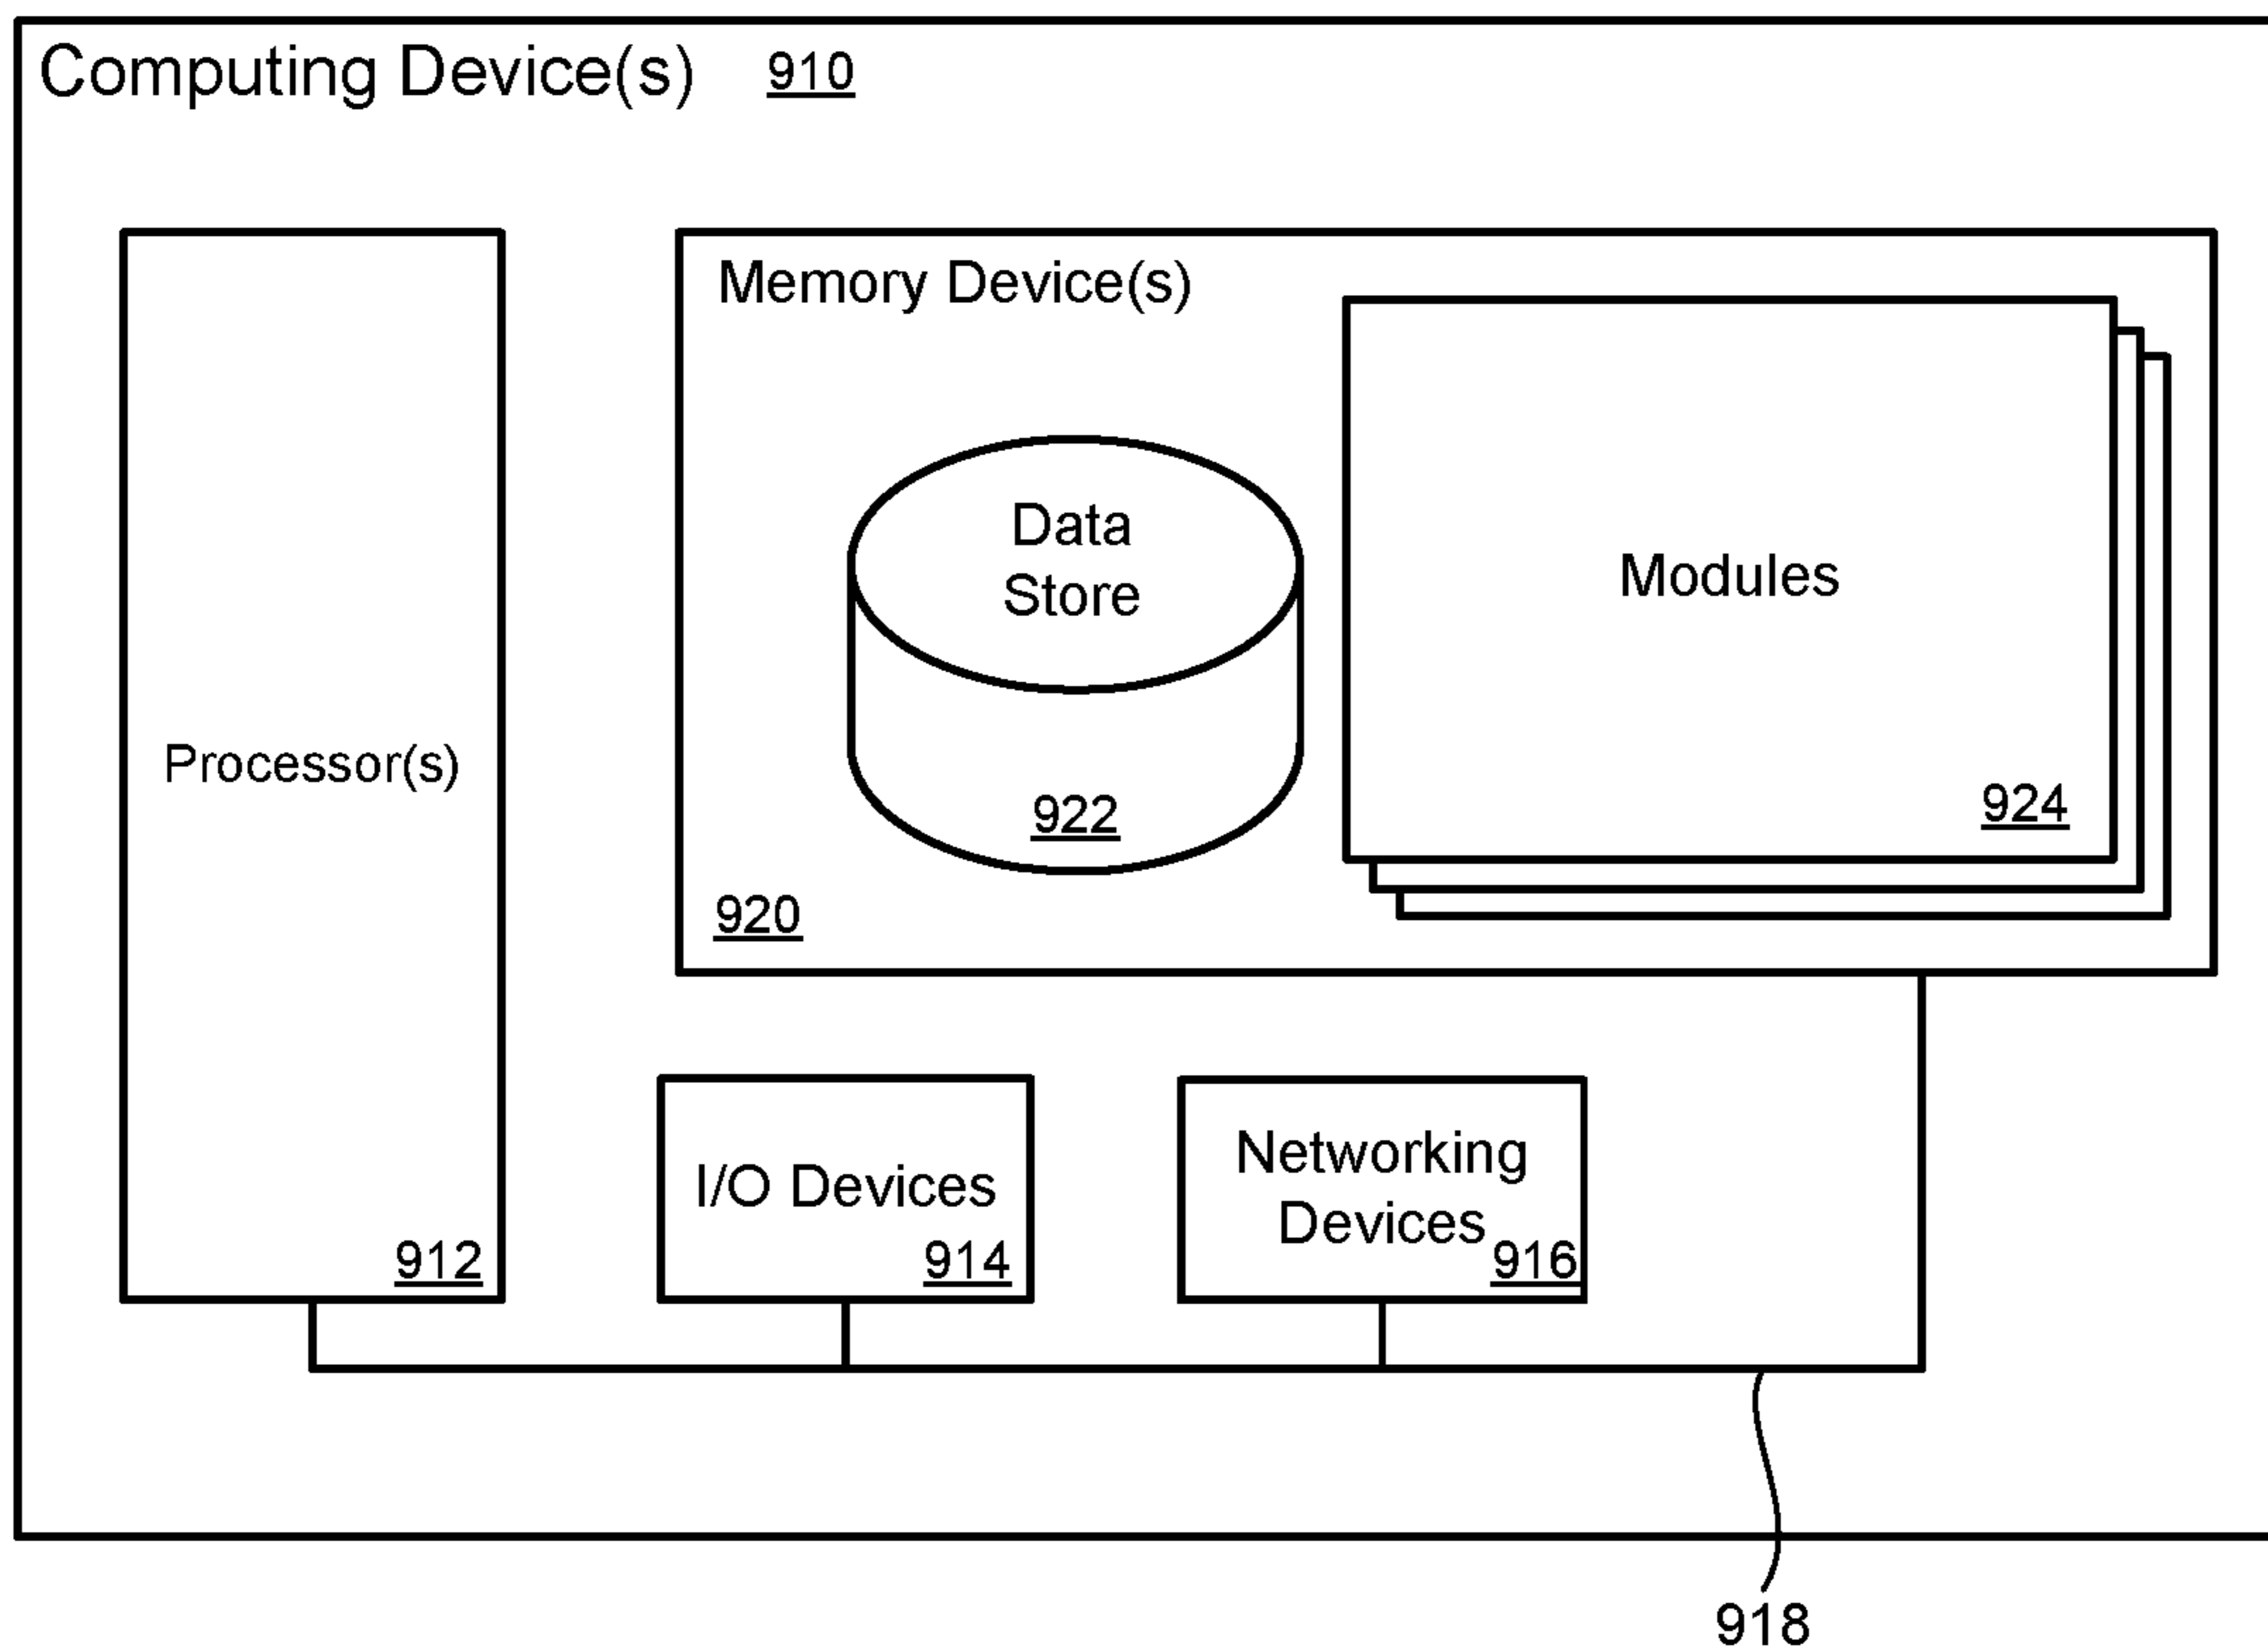 Computing Device(s) 910
Memory Device(s)
Data
Store
Modules
Processor(s)
924
922
920
Networking
I/O Devices
Devices
912
914
916
918